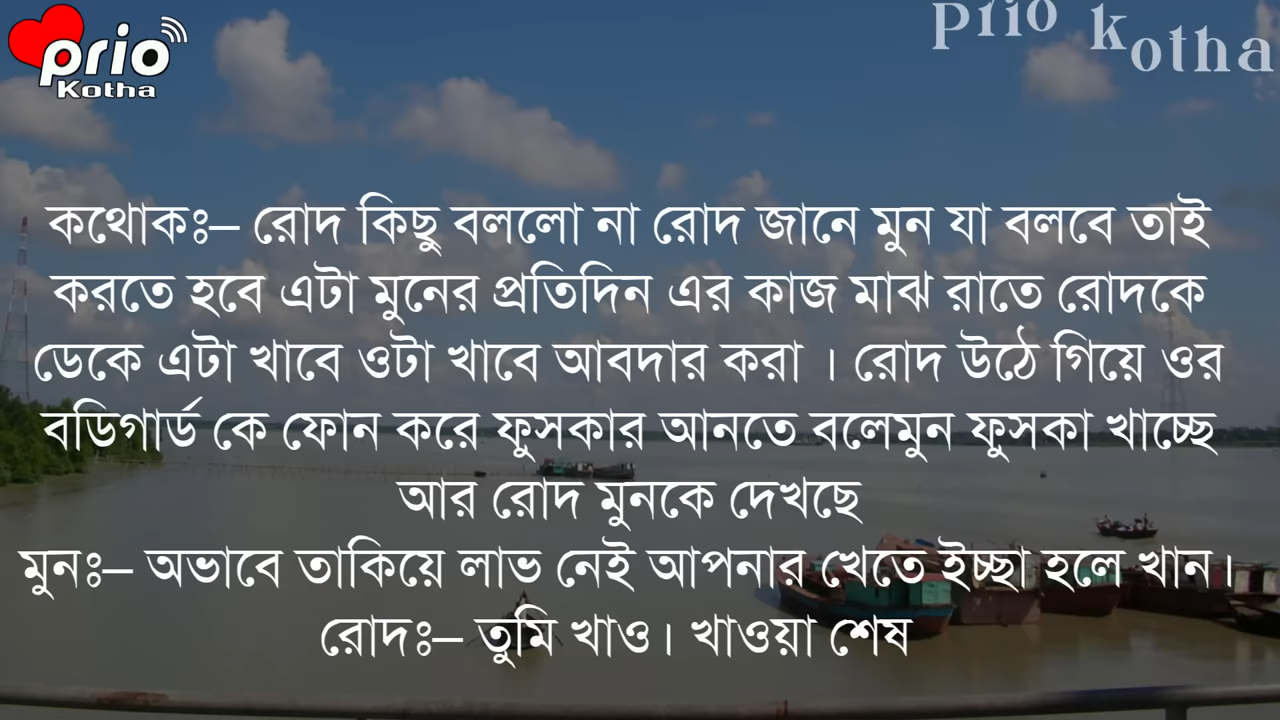 prio
Kotha
Prio Kotha
কথোকঃ– রোদ কিছু বললো না রোদ জানে মুন যা বলবে তাই
করতে হবে এটা মুনের প্রতিদিন এর কাজ মাঝ রাতে রোদকে
ডেকে এটা খাবে ওটা খাবে আবদার করা । রোদ উঠে গিয়ে ওর
বডিগার্ড কে ফোন করে ফুসকার আনতে বলেমুন ফুসকা খাচ্ছে
আর রোদ মুনকে দেখছে
মুনঃ– অভাবে তাকিয়ে লাভ নেই আপনার খেতে ইচ্ছা হলে খান।
রোদঃ– তুমি খাও। খাওয়া শেষ